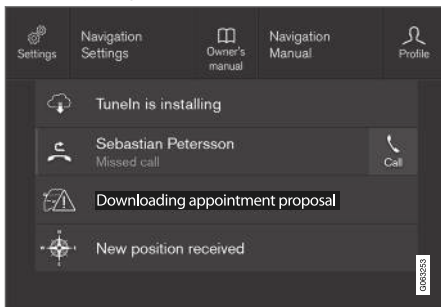 Settings
Navigation
Settings
Owner's
manual
Navigation
Manual
Profile
TuneIn is installing
Sebastian Petersson
Missed call
Call
Downloading appointment proposal
New position received
G063253